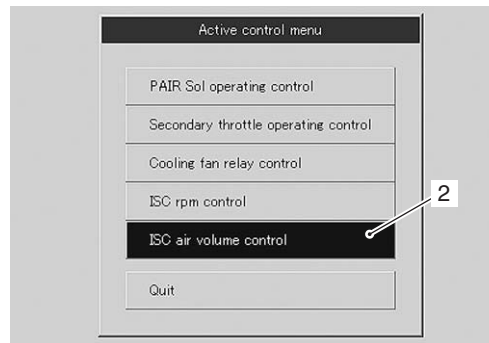 Active control menu
PAIR Sol operating control
Secondary throttle operating control
Cooling fan relay control
ISC rpm control
2
ISC air volume control
Quit